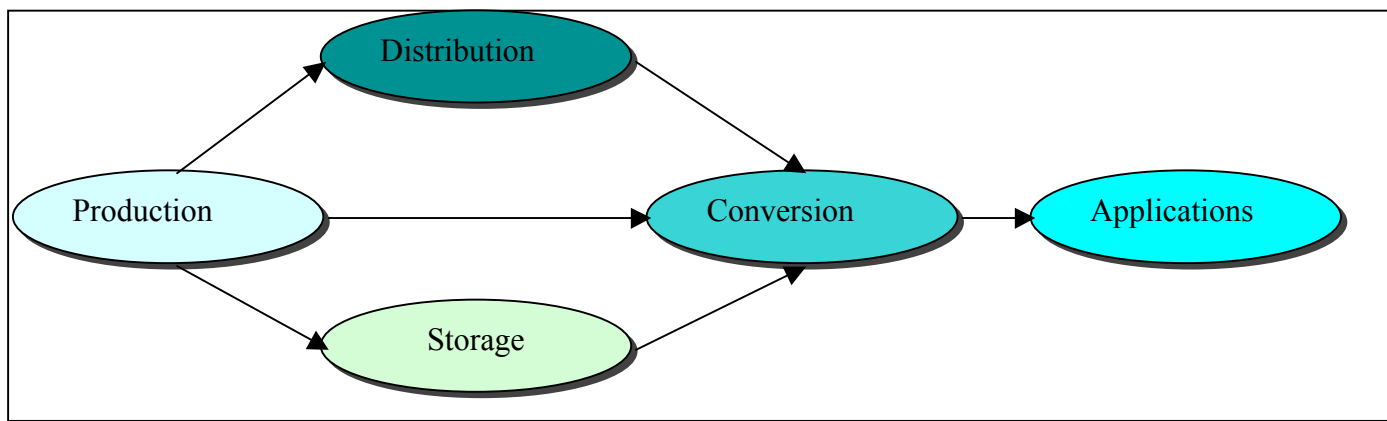 Distribution
Production
Conversion
Applications
Storage